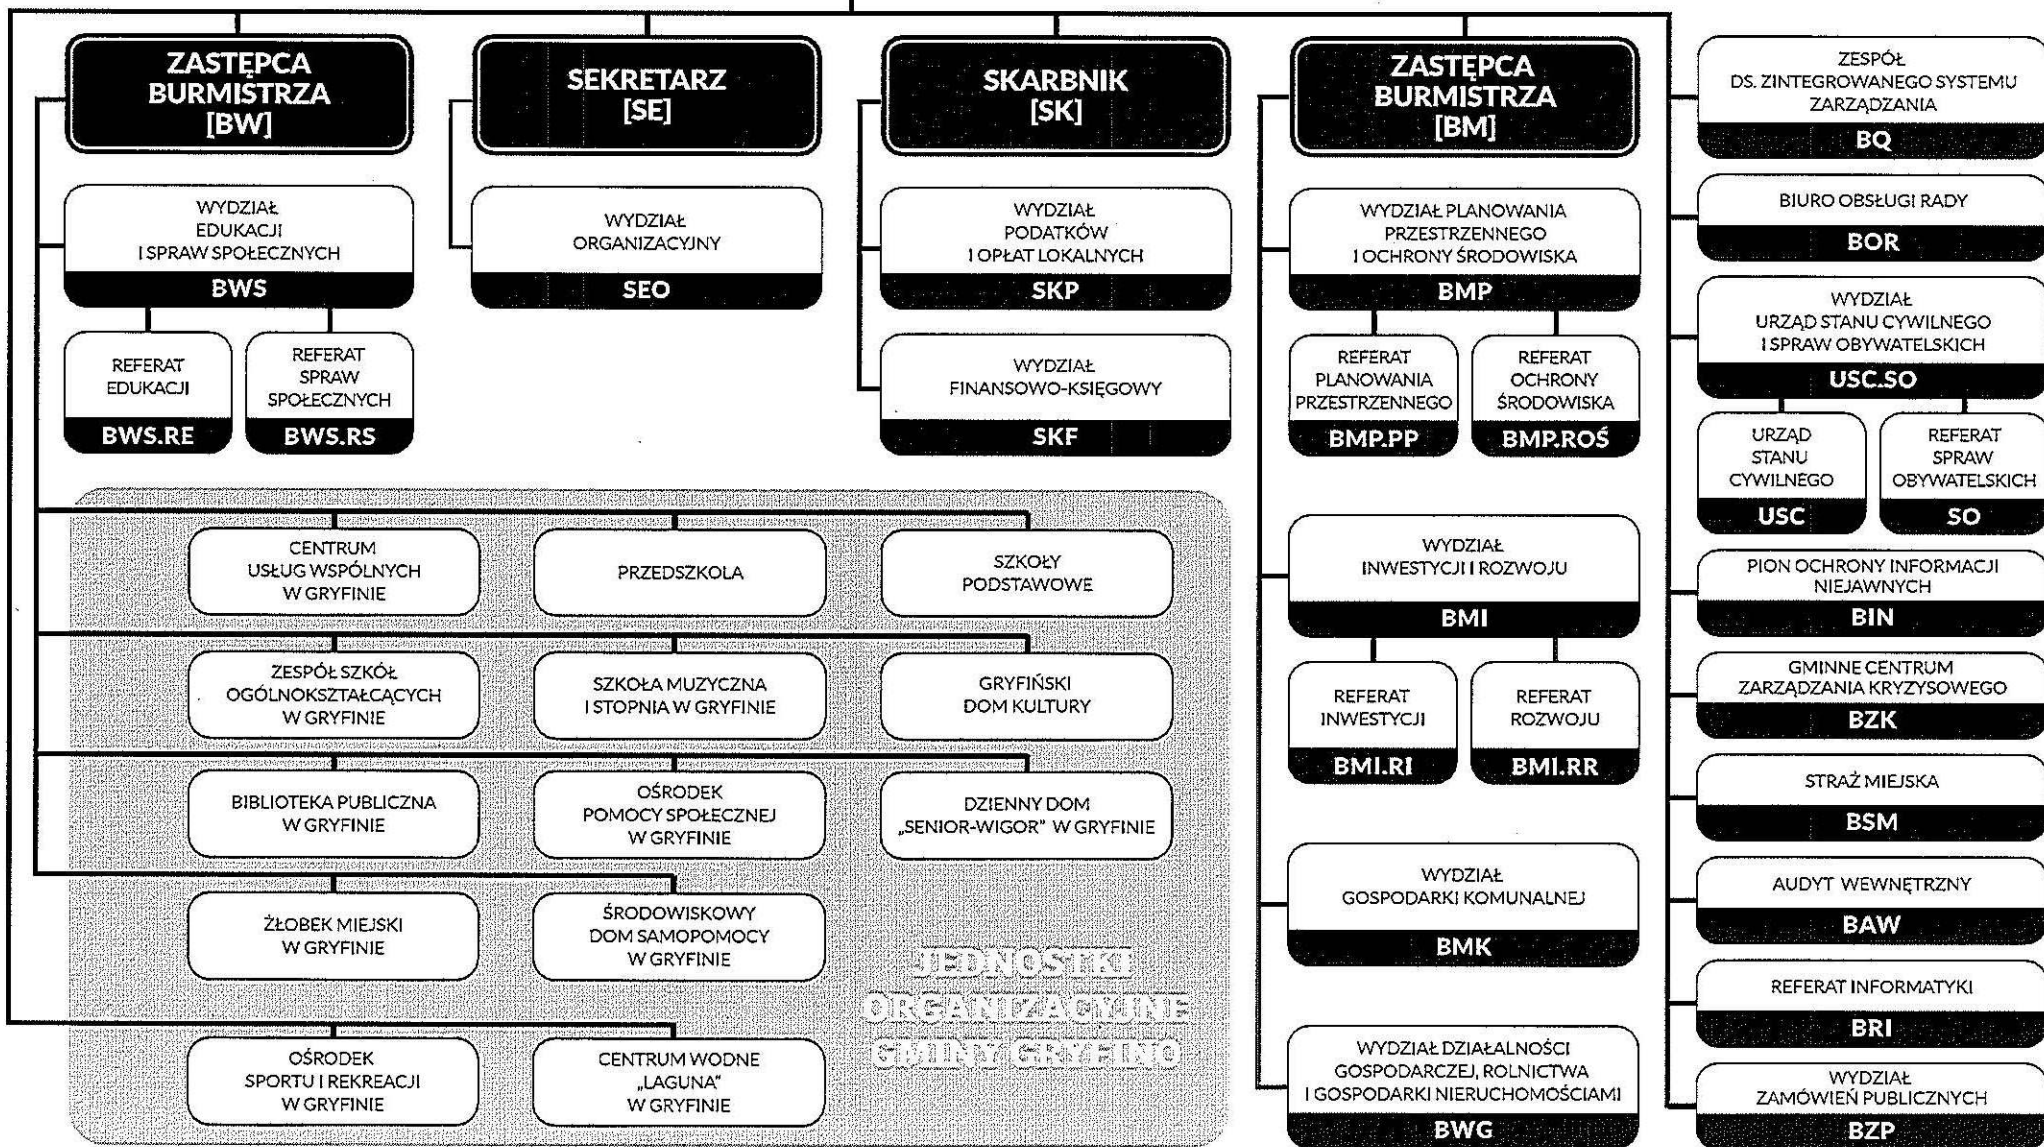 ZASTĘPCA
BURMISTRZA
[BW]
SEKRETARZ
[SE]
SKARBNIK
[SK]
ZASTĘPCA
BURMISTRZA
[BM]
ZESPÓŁ
DS. ZINTEGROWANEGO SYSTEMU
ZARZĄDZANIA
BQ
WYDZIAŁ
EDUKACJI
I SPRAW SPOŁECZNYCH
BWS
WYDZIAŁ
ORGANIZACYJNY
SEO
WYDZIAŁ
PODATKÓW
I OPŁAT LOKALNYCH
SKP
WYDZIAŁ PLANOWANIA
PRZESTRZENNEGO
I OCHRONY ŚRODOWISKA
BMP
BIURO OBSŁUGI RADY
BOR
REFERAT
EDUKACJI
BWS.RE
REFERAT
SPRAW
SPOŁECZNYCH
BWS.RS
WYDZIAŁ
FINANSOWO-KSIĘGOWY
SKF
REFERAT
PLANOWANIA
PRZESTRZENNEGO
BMP.PP
REFERAT
OCHRONY
ŚRODOWISKA
BMP.ROŚ
WYDZIAŁ
URZĄD STANU CYWILNEGO
I SPRAW OBYWATELSKICH
USC.SO
URZĄD
STANU
CYWILNEGO
USC
REFERAT
SPRAW
OBYWATELSKICH
SO
CENTRUM
USŁUG WSPÓLNYCH
W GRYFINIE
PRZEDSZKOLA
SZKOŁY
PODSTAWOWE
WYDZIAŁ
INWESTYCJI I ROZWOJU
BMI
PION OCHRONY INFORMACJI
NIEJAWNYCH
BIN
ZESPÓŁ SZKÓŁ
OGÓLNOKSZTAŁCĄCYCH
W GRYFINIE
SZKOŁA MUZYCZNA
I STOPNIA W GRYFINIE
GRYFIŃSKI
DOM KULTURY
REFERAT
INWESTYCJI
BMI.RI
REFERAT
ROZWOJU
BMI.RR
GMINNE CENTRUM
ZARZĄDZANIA KRYZYSOWEGO
BZK
BIBLIOTEKA PUBLICZNA
W GRYFINIE
OŚRODEK
POMOCY SPOŁECZNEJ
W GRYFINIE
DZIENNY DOM
„SENIOR-WIGOR” W GRYFINIE
STRAŻ MIEJSKA
BSM
ŻŁOBEK MIEJSKI
W GRYFINIE
ŚRODOWISKOWY
DOM SAMOPOMOCY
W GRYFINIE
WYDZIAŁ
GOSPODARKI KOMUNALNEJ
BMK
AUDYT WEWNĘTRZNY
BAW
JEDNOSTKI
ORGANIZACYJNE
GMINY GRYFINO
REFERAT INFORMATYKI
BRI
OŚRODEK
SPORTU I REKREACJI
W GRYFINIE
CENTRUM WODNE
„LAGUNA”
W GRYFINIE
WYDZIAŁ DZIAŁALNOŚCI
GOSPODARCZEJ, ROLNICTWA
I GOSPODARKI NIERUCHOMOŚCIAMI
BWG
WYDZIAŁ
ZAMÓWIEŃ PUBLICZNYCH
BZP